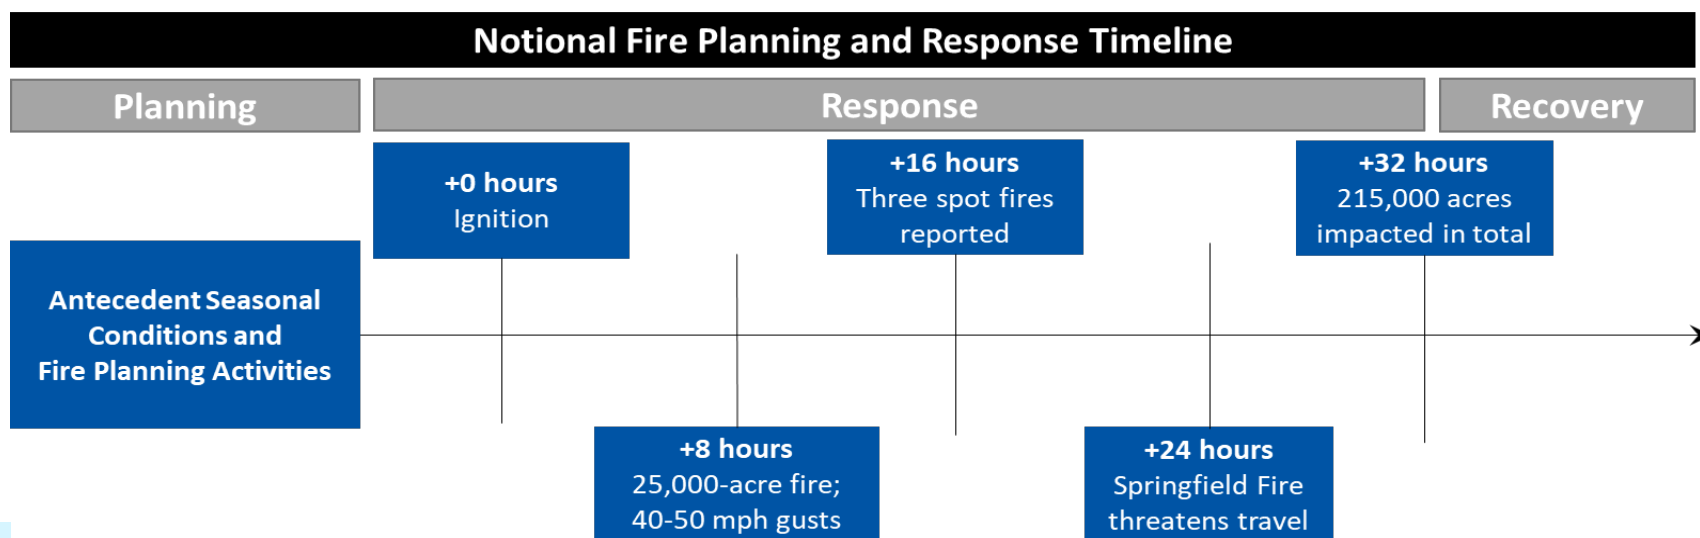 Notional Fire Planning and Response Timeline
Planning
Response
Recovery
Antecedent Seasonal
Conditions and
Fire Planning Activities
+0 hours
Ignition
+8 hours
25,000-acre fire;
40-50 mph gusts
+16 hours
Three spot fires
reported
+24 hours
Springfield Fire
threatens travel
+32 hours
215,000 acres
impacted in total